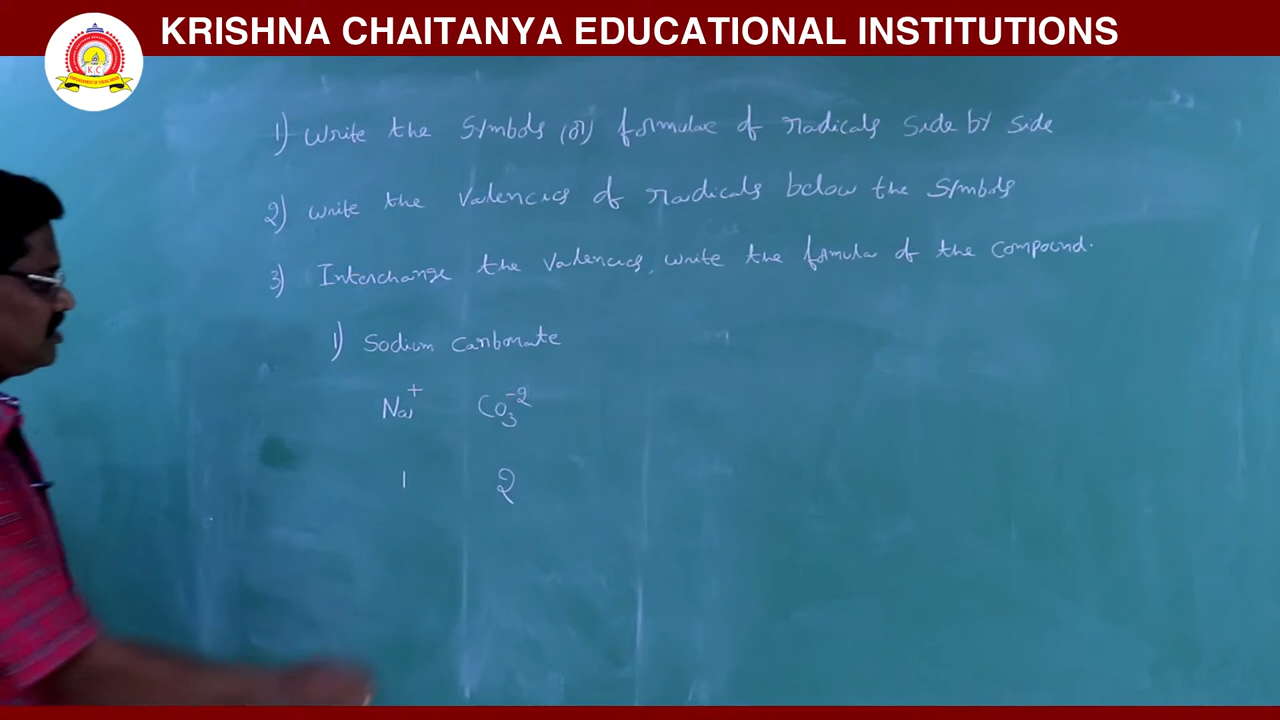 KRISHNA CHAITANYA EDUCATIONAL INSTITUTIONS
K C
1) Write the Symbols (or) formulae of radicals Side by Side
2) Write the Valencies of radicals below the Symbols
3) Interchange the Valencies, write the formula of the Compound.
1) Sodium Carbonate
Na⁺ CO₃⁻²
1 2